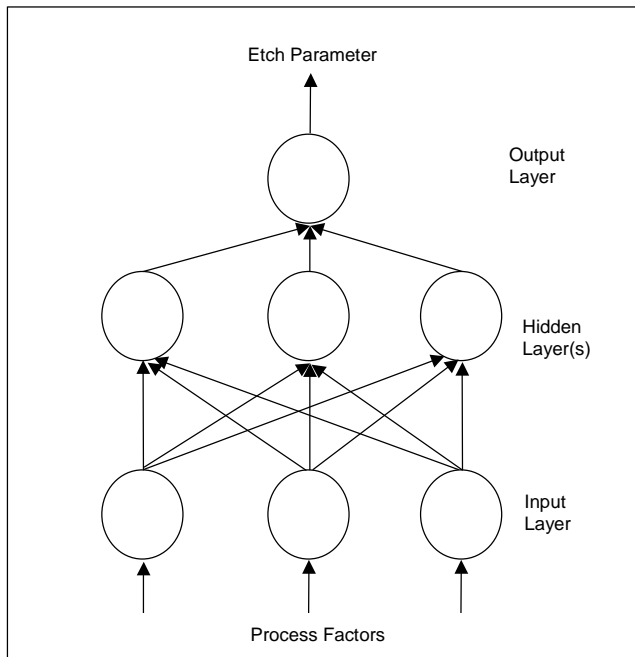 Etch Parameter
Output
Layer
Hidden
Layer(s)
Input
Layer
Process Factors